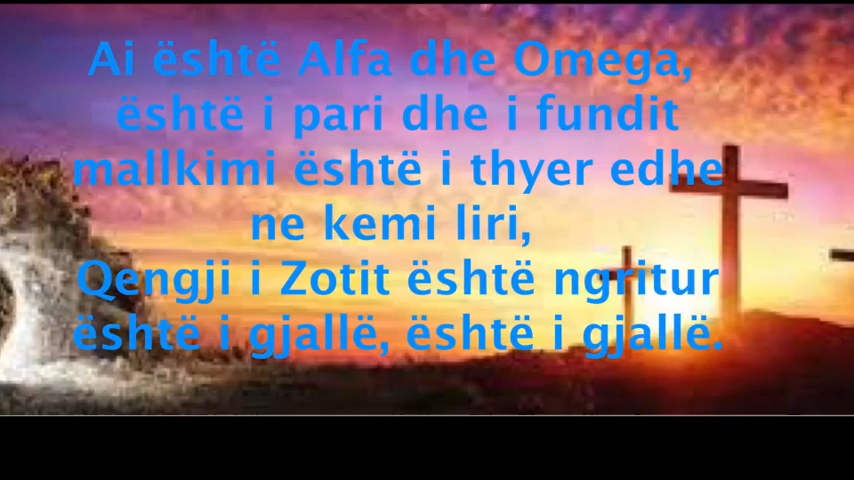 Ai është Alfa dhe Omega,
është i pari dhe i fundit
mallkimi është i thyer edhe
ne kemi liri,
Qengji i Zotit është ngritur
është i gjallë, është i gjallë.